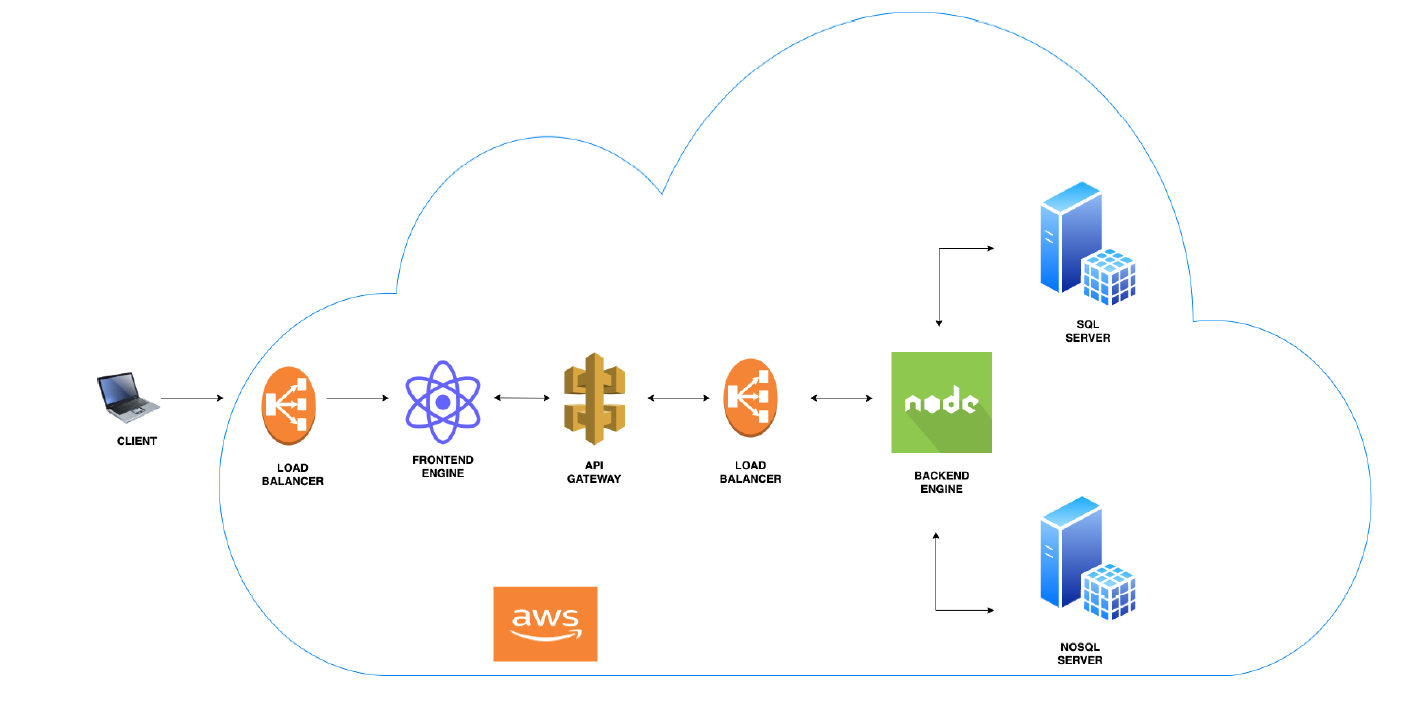 CLIENT
LOAD
BALANCER
FRONTEND
ENGINE
API
GATEWAY
LOAD
BALANCER
node
BACKEND
ENGINE
SQL
SERVER
NOSQL
SERVER
aws